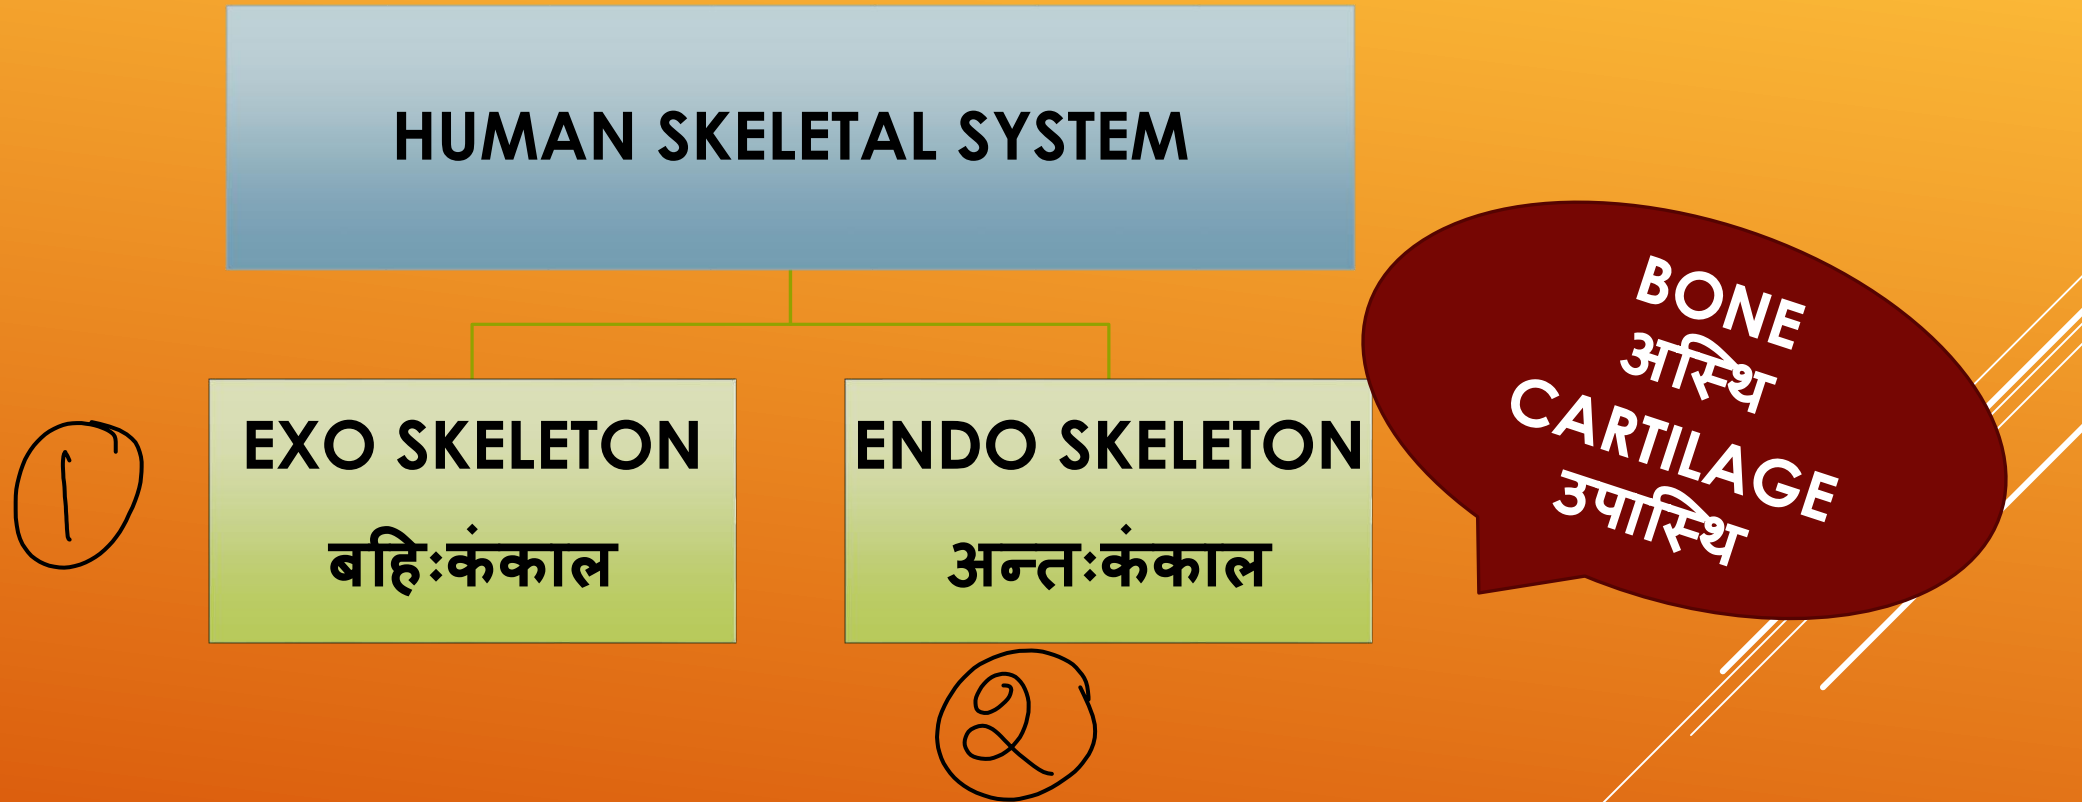 HUMAN SKELETAL SYSTEM
1
EXO SKELETON
बहिःकंकाल
ENDO SKELETON
अन्तःकंकाल
2
BONE
अस्थि
CARTILAGE
उपास्थि